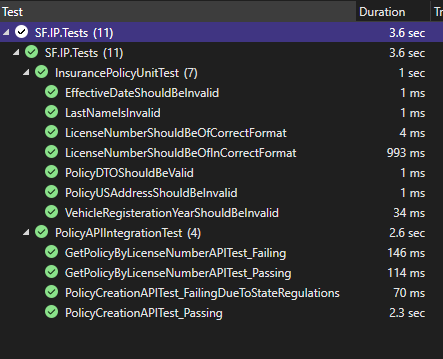 Test Duration Tr
SF.IP.Tests (11) 3.6 sec
SF.IP.Tests (11) 3.6 sec
InsurancePolicyUnitTest (7) 1 sec
EffectiveDateShouldBeInvalid 1 ms
LastNameIsInvalid 1 ms
LicenseNumberShouldBeOfCorrectFormat 4 ms
LicenseNumberShouldBeOfInCorrectFormat 993 ms
PolicyDTOShouldBeValid 1 ms
PolicyUSAddressShouldBeInvalid 1 ms
VehicleRegisterationYearShouldBeInvalid 34 ms
PolicyAPIIntegrationTest (4) 2.6 sec
GetPolicyByLicenseNumberAPITest_Failing 146 ms
GetPolicyByLicenseNumberAPITest_Passing 114 ms
PolicyCreationAPITest_FailingDueToStateRegulations 70 ms
PolicyCreationAPITest_Passing 2.3 sec